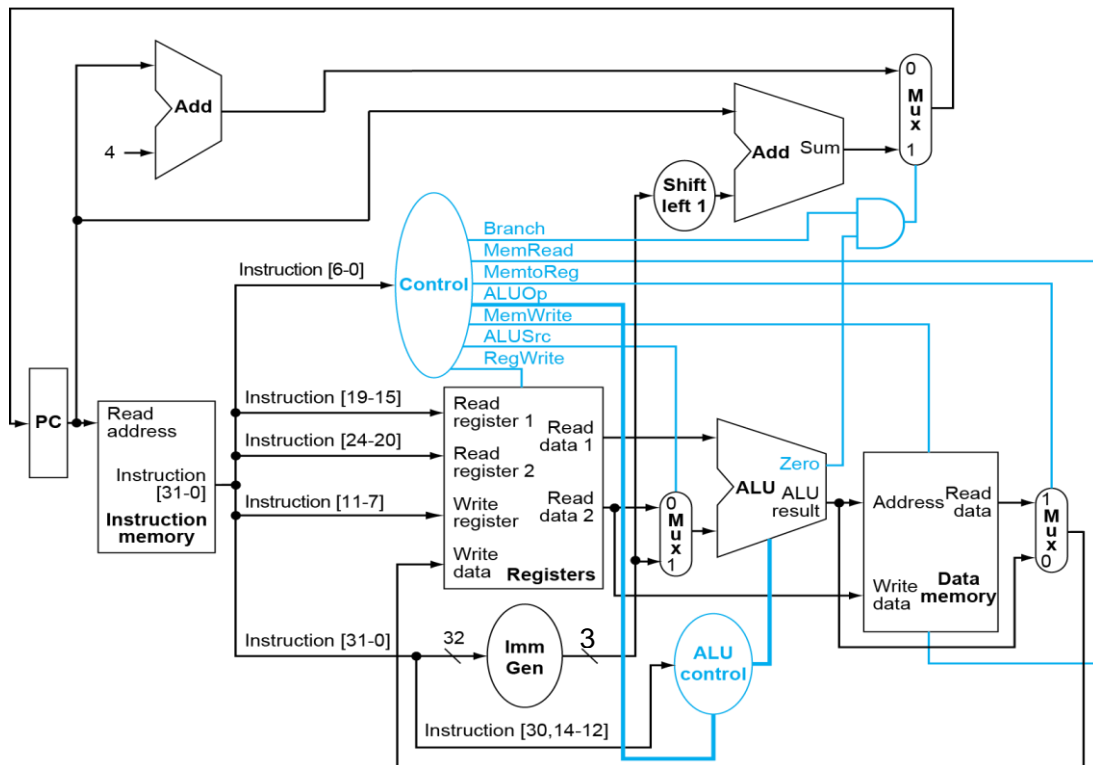 Add
4
Add Sum
0
Mux
1
Shift
left 1
Branch
MemRead
MemtoReg
ALUOp
MemWrite
ALUSrc
RegWrite
Control
Instruction [6-0]
PC
Read
address
Instruction
[31-0]
Instruction
memory
Instruction [19-15]
Instruction [24-20]
Instruction [11-7]
Instruction [31-0]
Read
register 1
Read
register 2
Write
register
Write
data
Read
data 1
Read
data 2
Registers
0
Mux
1
Zero
ALU
ALU
result
Address
Read
data
Write
data
Data
memory
1
Mux
0
32
Imm
Gen
3
ALU
control
Instruction [30,14-12]